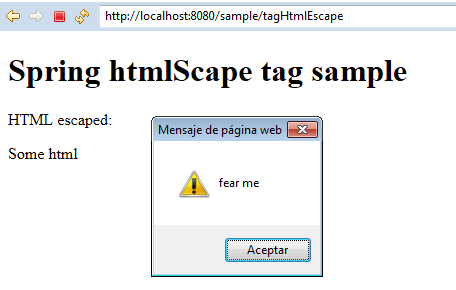 http://localhost:8080/sample/tagHtmlEscape
Spring htmlScape tag sample
HTML escaped:
Some html
Mensaje de página web
fear me
Aceptar